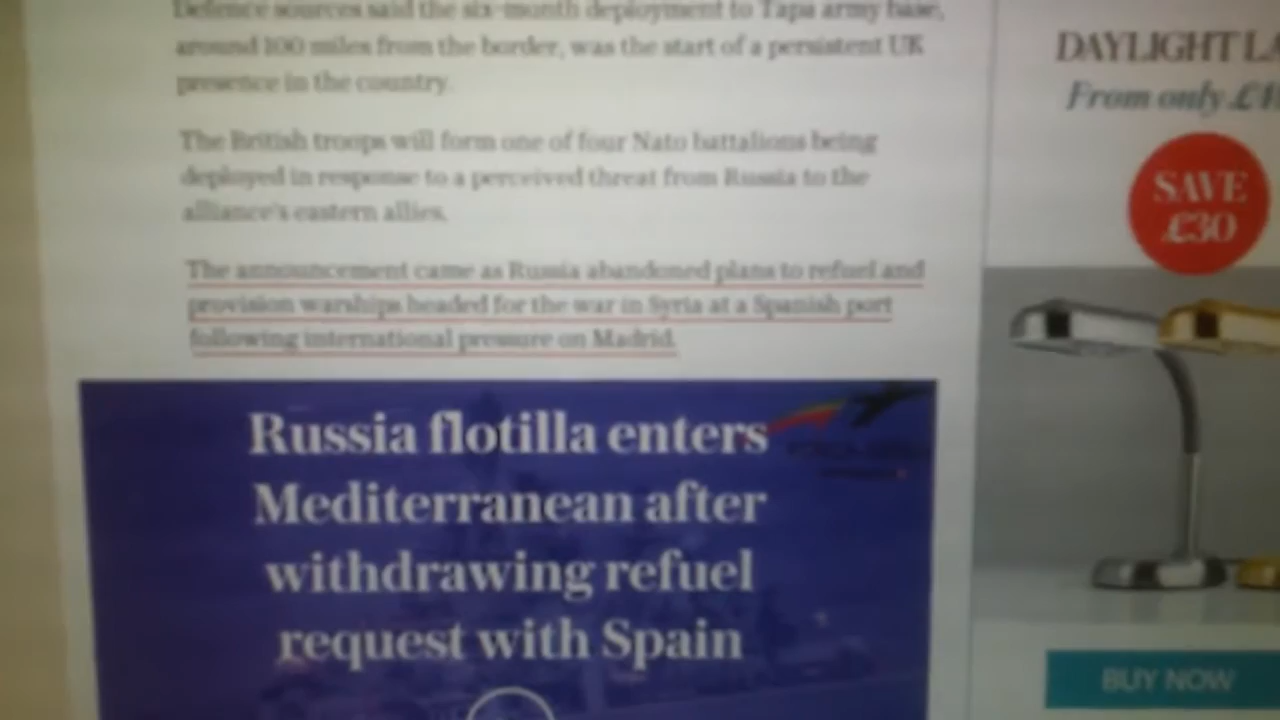 Defence sources said the six-month deployment to Tapa army base,
around 100 miles from the border, was the start of a persistent UK
presence in the country.
The British troops will form one of four Nato battalions being
deployed in response to a perceived threat from Russia to the
alliance's eastern allies.
The announcement came as Russia abandoned plans to refuel and
provision warships headed for the war in Syria at a Spanish port
following international pressure on Madrid.
Russia flotilla enters
Mediterranean after
withdrawing refuel
request with Spain
DAYLIGHT
From only
SAVE
£30
BUY NOW